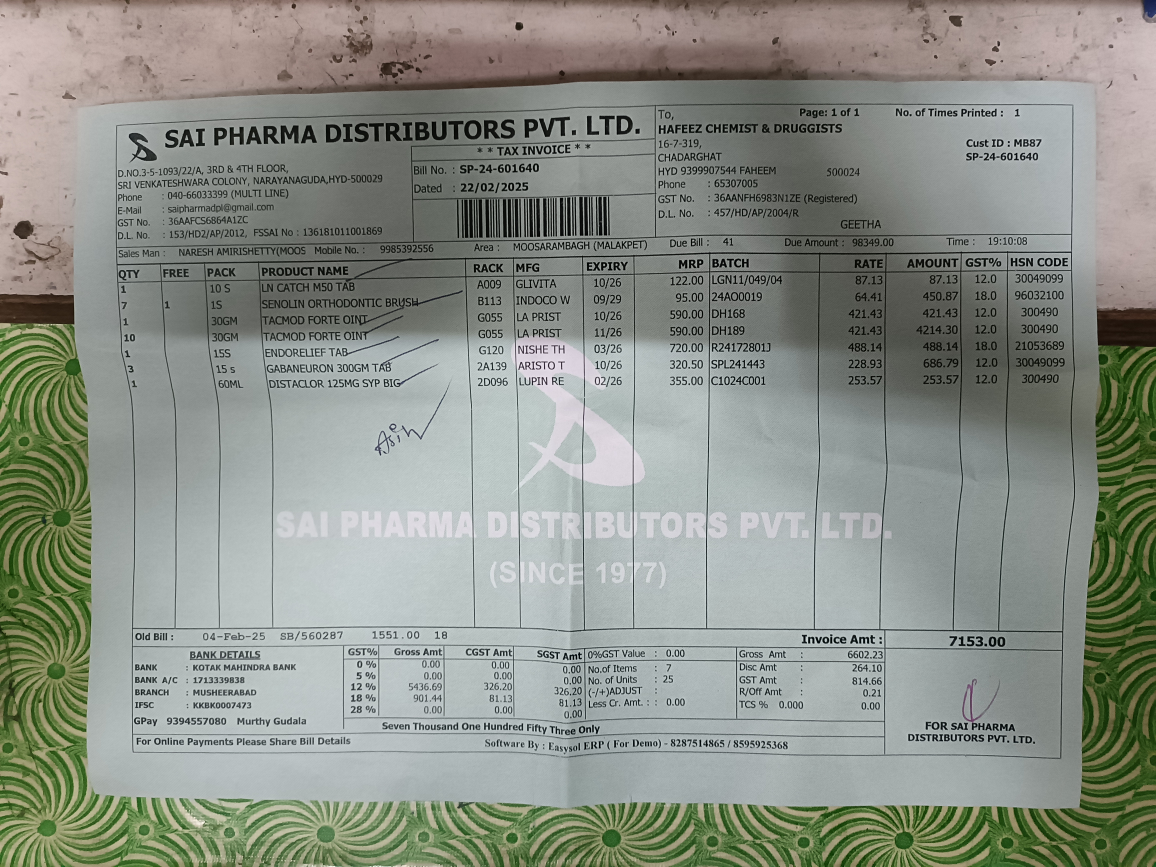 SAI PHARMA DISTRIBUTORS PVT. LTD.
D.NO.3-5-1093/22/A, 3RD & 4TH FLOOR,
SRI VENKATESHWARA COLONY, NARAYANAGUDA,HYD-500029
Phone : 040-66033399 (MULTI LINE)
E-Mail : saipharmadpl@gmail.com
GST No. : 36AAFCS6864A1ZC
D.L. No. : 153/HD2/AP/2012, FSSAI No : 136181011001869
* * TAX INVOICE * *
Bill No. : SP-24-601640
Dated : 22/02/2025
To, Page: 1 of 1 No. of Times Printed : 1
HAFEEZ CHEMIST & DRUGGISTS
16-7-319, Cust ID : MB87
CHADARGHAT SP-24-601640
HYD 9399907544 FAHEEM 500024
Phone : 65307005
GST No. : 36AANFH6983N1ZE (Registered)
D.L. No. : 457/HD/AP/2004/R
GEETHA
Sales Man : NARESH AMIRISHETTY(MOOS Mobile No. : 9985392556 Area : MOOSARAMBAGH (MALAKPET) Due Bill : 41 Due Amount : 98349.00 Time : 19:10:08
QTY FREE PACK PRODUCT NAME RACK MFG EXPIRY MRP BATCH RATE AMOUNT GST% HSN CODE
1 10 S LN CATCH M50 TAB A009 GLIVITA 10/26 122.00 LGN11/049/04 87.13 87.13 12.0 30049099
7 1 1S SENOLIN ORTHODONTIC BRUSH B113 INDOCO W 09/29 95.00 24AO0019 64.41 450.87 18.0 96032100
1 30GM TACMOD FORTE OINT G055 LA PRIST 10/26 590.00 DH168 421.43 421.43 12.0 300490
10 30GM TACMOD FORTE OINT G055 LA PRIST 11/26 590.00 DH189 421.43 4214.30 12.0 300490
1 15S ENDORELIEF TAB G120 NISHE TH 03/26 720.00 R24172801J 488.14 488.14 18.0 21053689
3 15 s GABANEURON 300GM TAB 2A139 ARISTO T 10/26 320.50 SPL241443 228.93 686.79 12.0 30049099
1 60ML DISTACLOR 125MG SYP BIG 2D096 LUPIN RE 02/26 355.00 C1024C001 253.57 253.57 12.0 300490
SAI PHARMA DISTRIBUTORS PVT. LTD.
(SINCE 1977)
Old Bill : 04-Feb-25 SB/560287 1551.00 18 Invoice Amt : 7153.00
BANK DETAILS
BANK : KOTAK MAHINDRA BANK
BANK A/C : 1713339838
BRANCH : MUSHEERABAD
IFSC : KKBK0007473
GPay 9394557080 Murthy Gudala
For Online Payments Please Share Bill Details
GST% Gross Amt CGST Amt SGST Amt
0 % 0.00 0.00 0.00
5 % 0.00 0.00 0.00
12 % 5436.69 326.20 326.20
18 % 901.44 81.13 81.13
28 % 0.00 0.00 0.00
0%GST Value : 0.00
No.of Items : 7
No. of Units : 25
(-/+)ADJUST :
Less Cr. Amt. : : 0.00
Gross Amt : 6602.23
Disc Amt : 264.10
GST Amt : 814.66
R/Off Amt : 0.21
TCS % 0.000 0.00
Seven Thousand One Hundred Fifty Three Only
Software By : Easysol ERP ( For Demo) - 8287514865 / 8595925368
FOR SAI PHARMA
DISTRIBUTORS PVT. LTD.